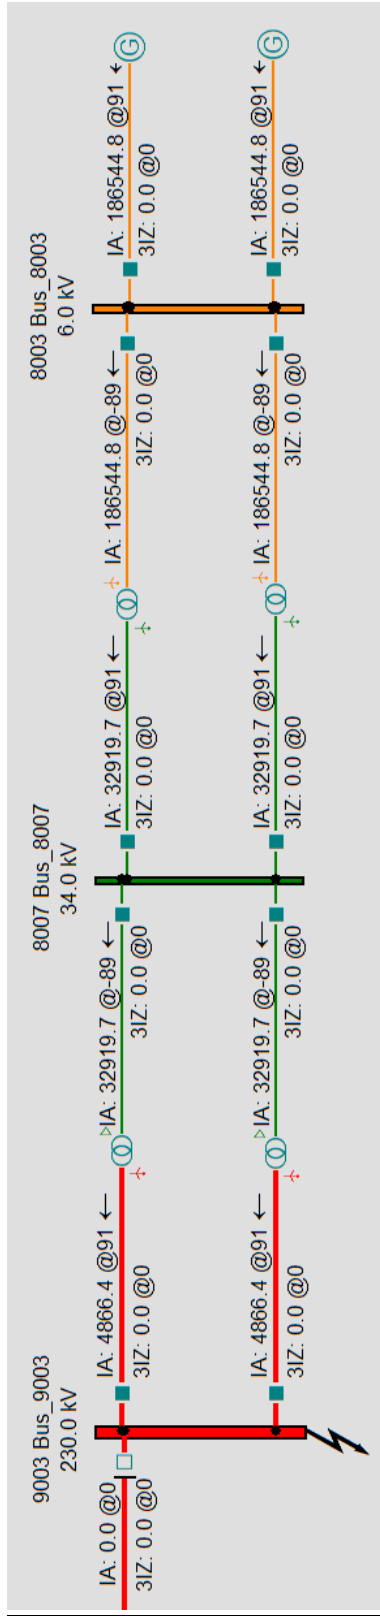 9003 Bus_9003
230.0 kV
8007 Bus_8007
34.0 kV
8003 Bus_8003
6.0 kV
IA: 0.0 @0
3IZ: 0.0 @0
IA: 4866.4 @91 ←
3IZ: 0.0 @0
IA: 32919.7 @-89 ←
3IZ: 0.0 @0
IA: 32919.7 @91 ←
3IZ: 0.0 @0
IA: 186544.8 @-89 ←
3IZ: 0.0 @0
IA: 186544.8 @91 ←
3IZ: 0.0 @0
G
IA: 4866.4 @91 ←
3IZ: 0.0 @0
IA: 32919.7 @-89 ←
3IZ: 0.0 @0
IA: 32919.7 @91 ←
3IZ: 0.0 @0
IA: 186544.8 @-89 ←
3IZ: 0.0 @0
IA: 186544.8 @91 ←
3IZ: 0.0 @0
G